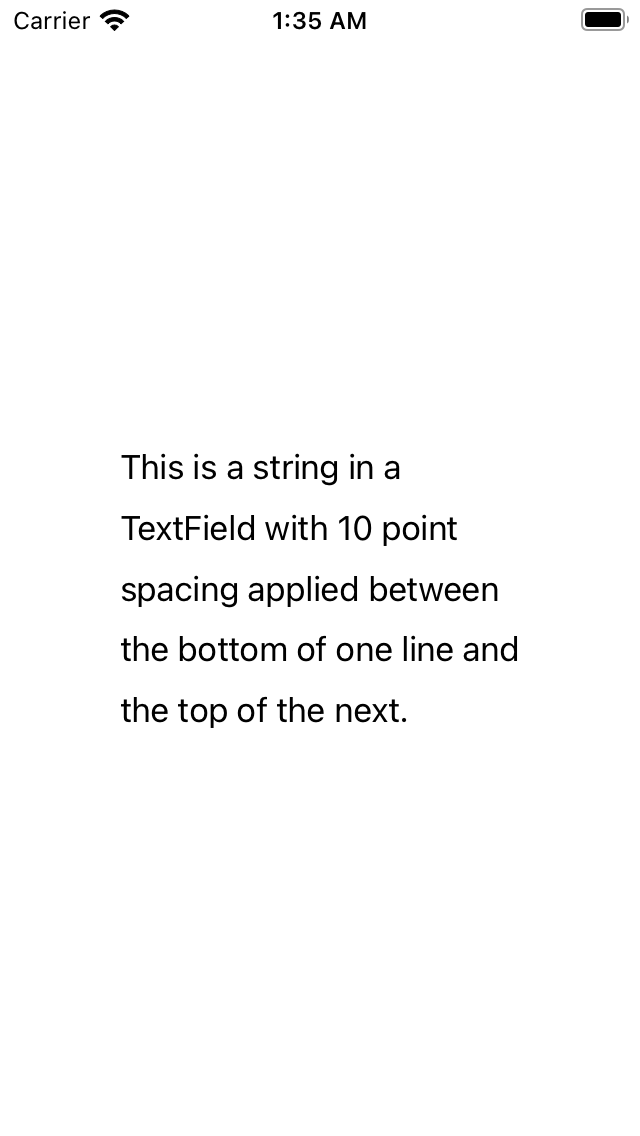 Carrier 1:35 AM
This is a string in a
TextField with 10 point
spacing applied between
the bottom of one line and
the top of the next.